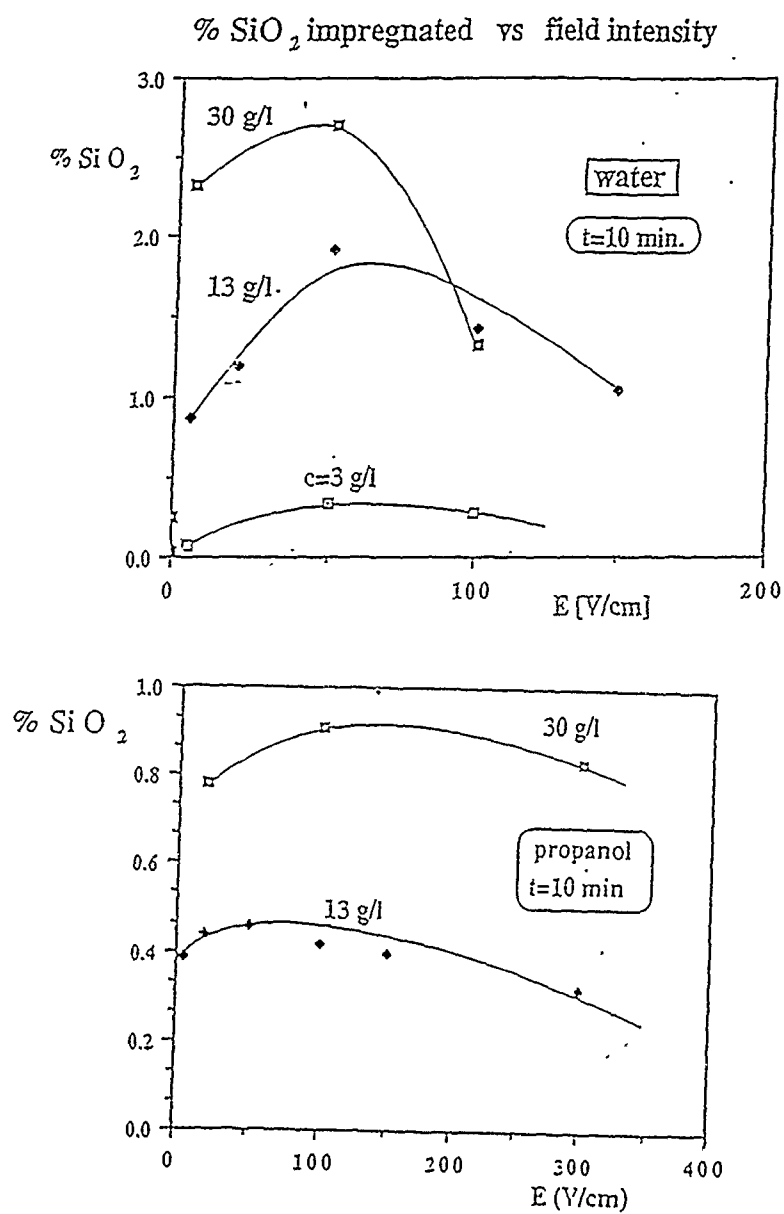 % SiO2 impregnated vs field intensity
3.0
30 g/l
% SiO2
water
2.0
t=10 min.
13 g/l.
1.0
c=3 g/l
0.0
0
100
200
E [V/cm]
1.0
% SiO2
30 g/l
0.8
propanol
0.6
t=10 min
13 g/l
0.4
0.2
0.0
0
100
200
300
400
E (V/cm)